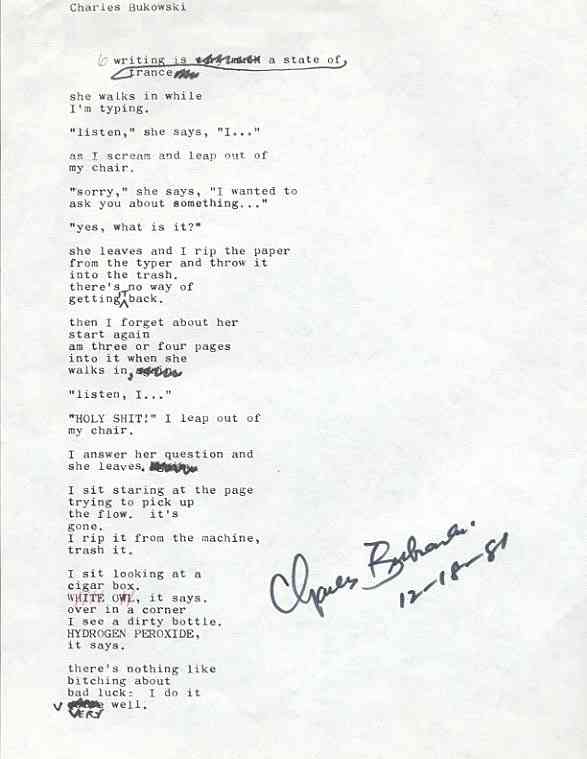 Charles Bukowski
6 writing is a state of
trance
she walks in while
I'm typing.
"listen," she says, "I..."
as I scream and leap out of
my chair.
"sorry," she says, "I wanted to
ask you about something..."
"yes, what is it?"
she leaves and I rip the paper
from the typer and throw it
into the trash.
there's no way of
getting it back.
then I forget about her
start again
am three or four pages
into it when she
walks in,
"listen, I..."
"HOLY SHIT!" I leap out of
my chair.
I answer her question and
she leaves.
I sit staring at the page
trying to pick up
the flow.  it's
gone.
I rip it from the machine,
trash it.
I sit looking at a
cigar box.
WHITE OWL, it says.
over in a corner
I see a dirty bottle.
HYDROGEN PEROXIDE,
it says.
there's nothing like
bitching about
bad luck:  I do it
VERY well.
Charles Bukowski
12-18-81